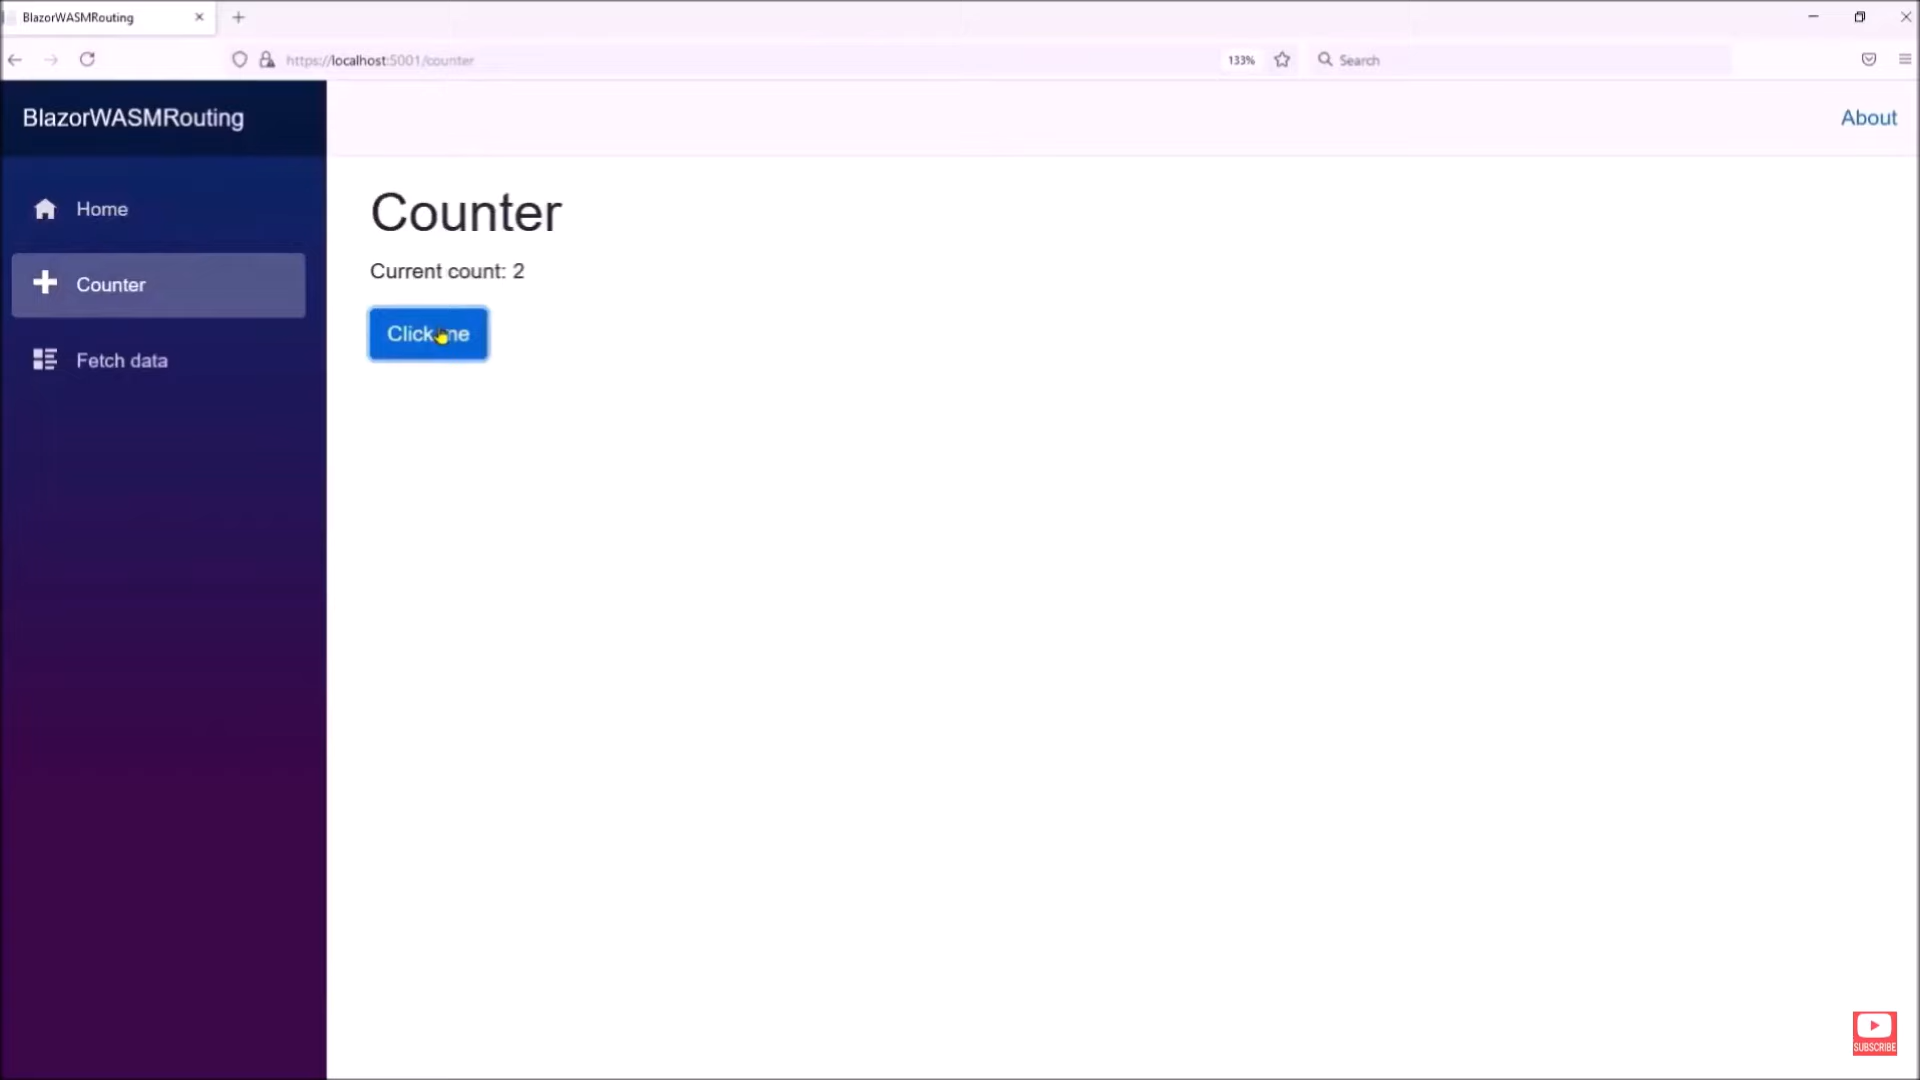 BlazorWASMRouting
https://localhost:5001/counter
133%
Search
BlazorWASMRouting
About
Home
Counter
Fetch data
Counter
Current count: 2
Click me
SUBSCRIBE